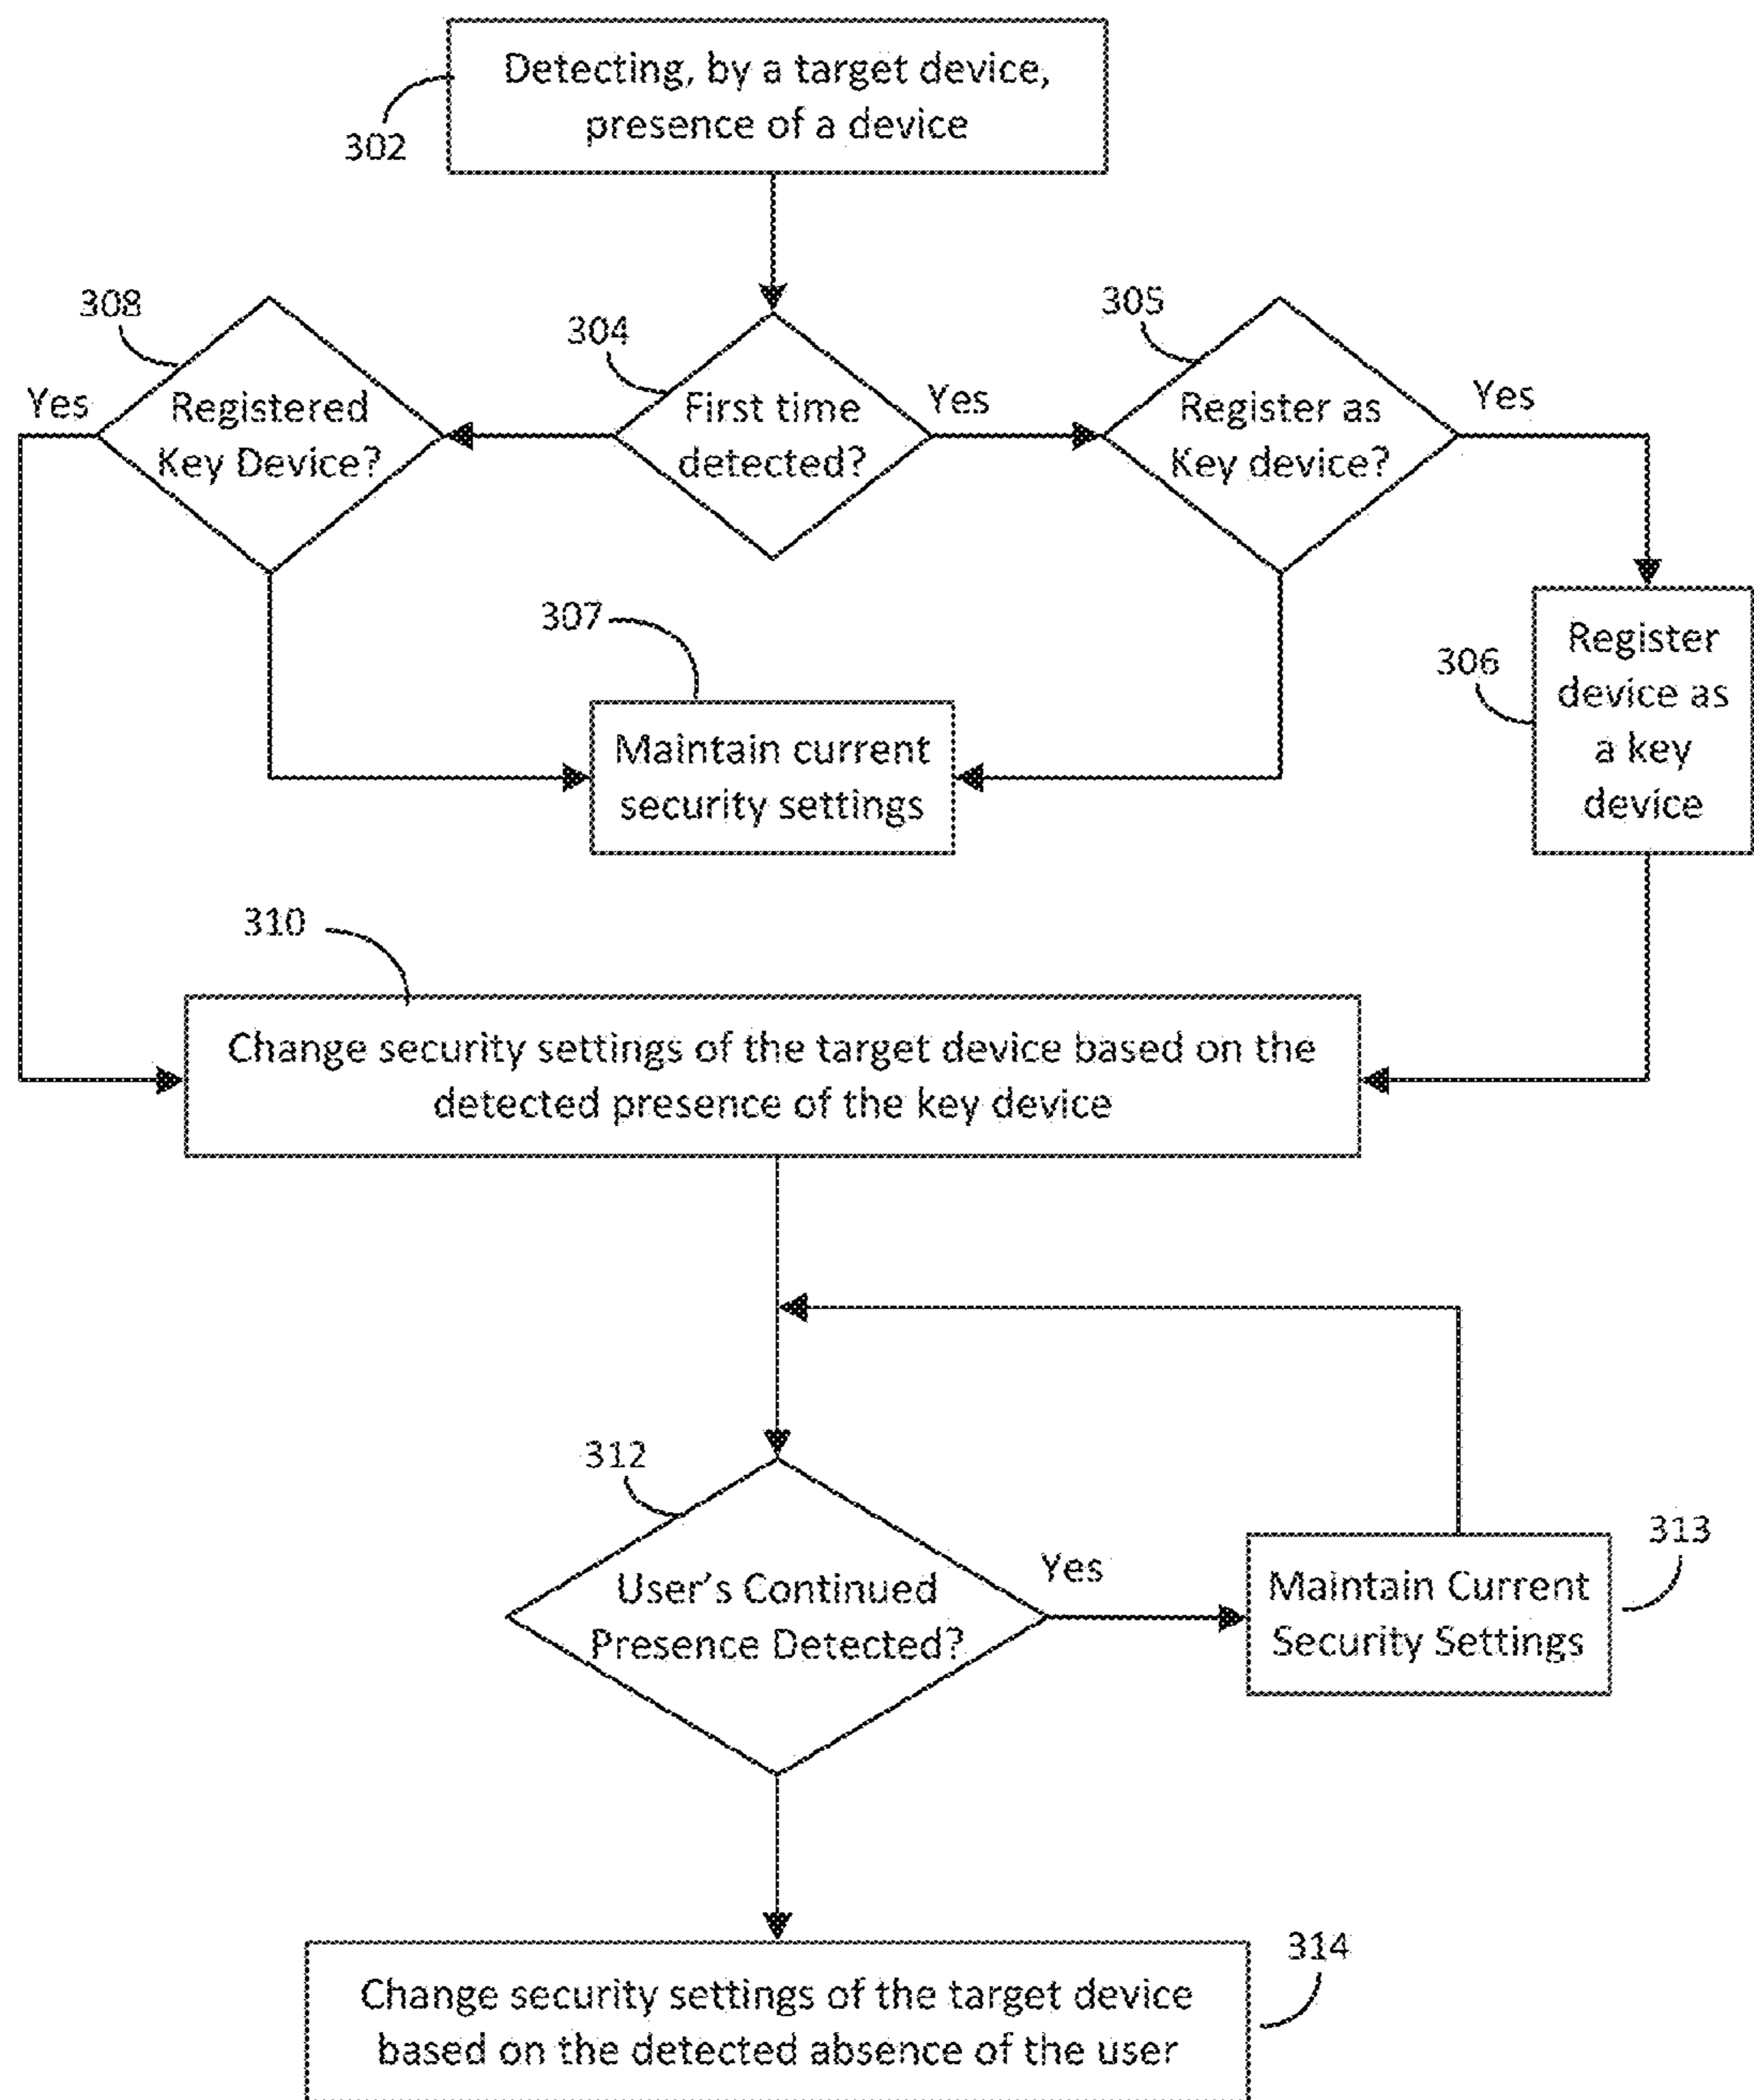 Detecting, by a target device,
presence of a device
302
308
304
305
Yes
Registered
Key Device?
First time
detected?
Yes
Register as
Key device?
Yes
307
Maintain current
security settings
306
Register
device as
a key
device
310
Change security settings of the target device based on the
detected presence of the key device
312
User's Continued
Presence Detected?
Yes
Maintain Current
Security Settings
313
314
Change security settings of the target device
based on the detected absence of the user